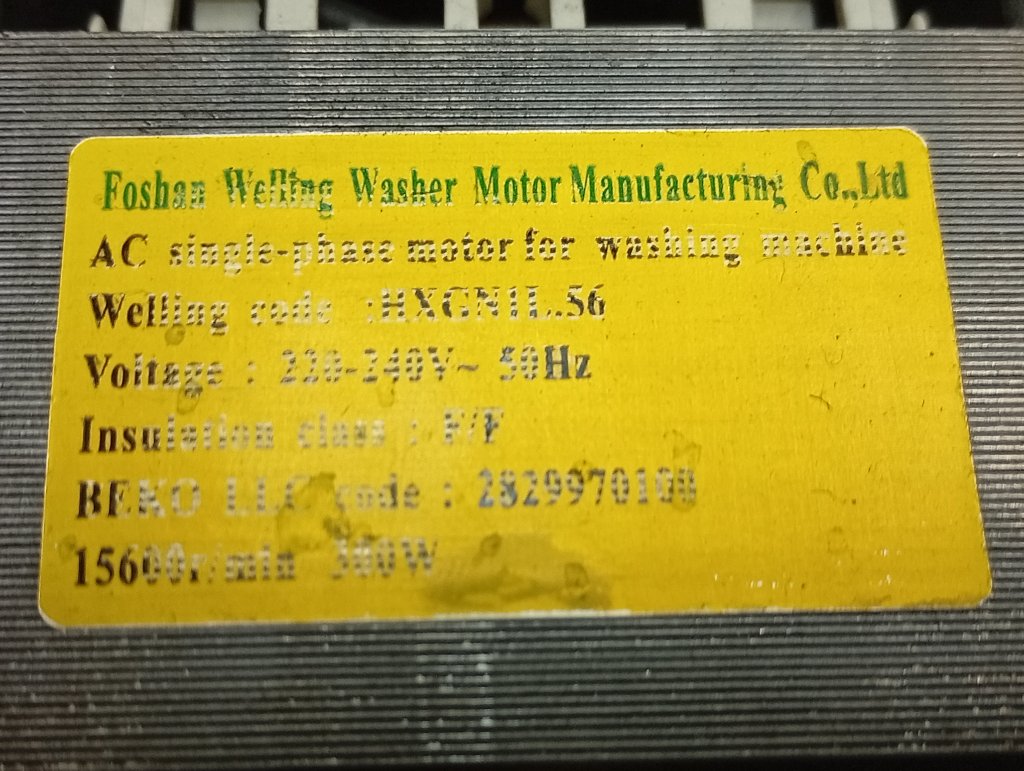 Foshan Welling Washer Motor Manufacturing Co.,Ltd
AC single-phase motor for washing machine
Welling code :HXGN1L.56
Voltage : 220-240V~ 50Hz
Insulation class : F/F
BEKO LLC code : 2829970100
15600r/min 300W